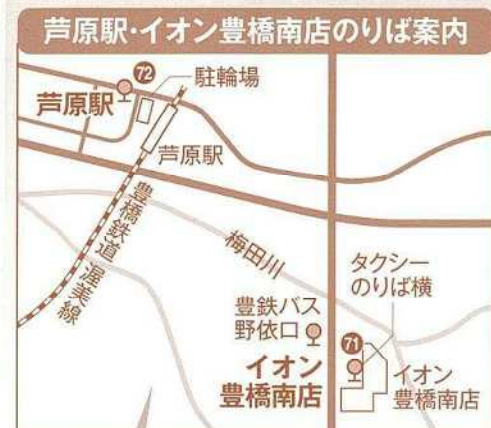 芦原駅・イオン豊橋南店のりば案内
72
駐輪場
芦原駅
芦原駅
豊橋鉄道 渥美線
梅田川
タクシー
のりば横
豊鉄バス
野依口
71
イオン
豊橋南店
イオン
豊橋南店